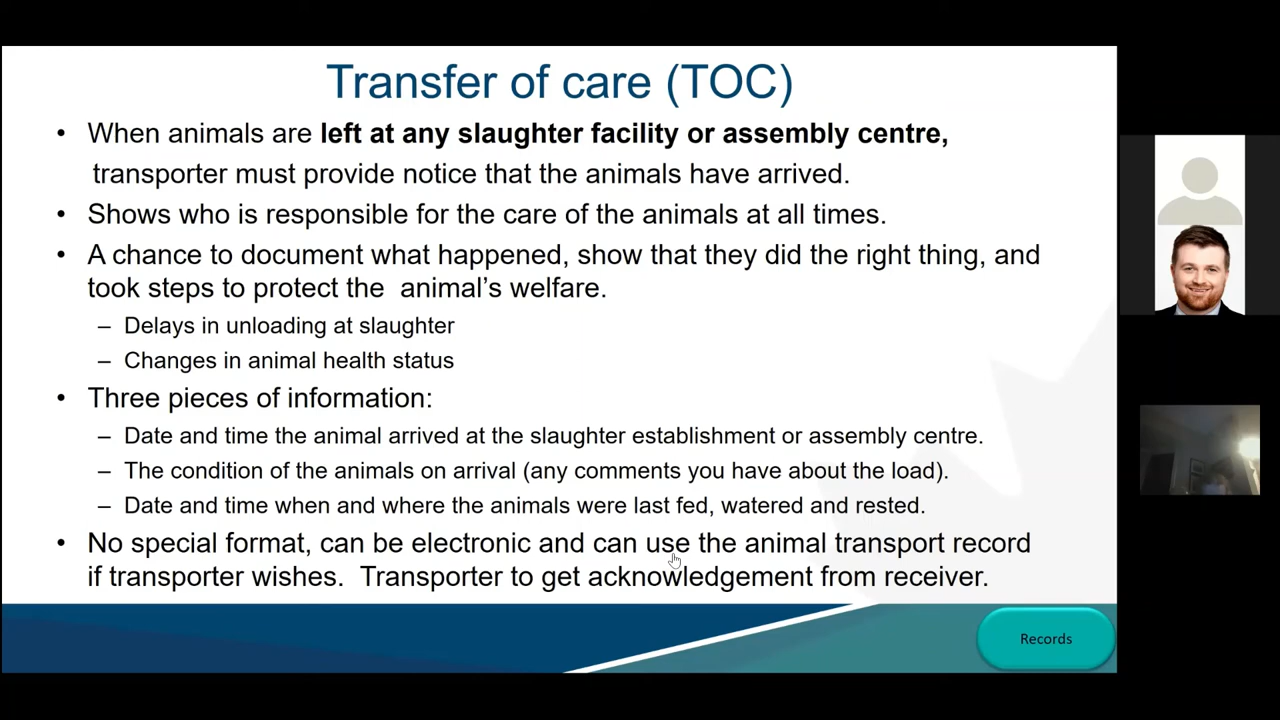 Transfer of care (TOC)
• When animals are left at any slaughter facility or assembly centre,
transporter must provide notice that the animals have arrived.
• Shows who is responsible for the care of the animals at all times.
• A chance to document what happened, show that they did the right thing, and
took steps to protect the animal's welfare.
– Delays in unloading at slaughter
– Changes in animal health status
• Three pieces of information:
– Date and time the animal arrived at the slaughter establishment or assembly centre.
– The condition of the animals on arrival (any comments you have about the load).
– Date and time when and where the animals were last fed, watered and rested.
• No special format, can be electronic and can use the animal transport record
if transporter wishes. Transporter to get acknowledgement from receiver.
Records